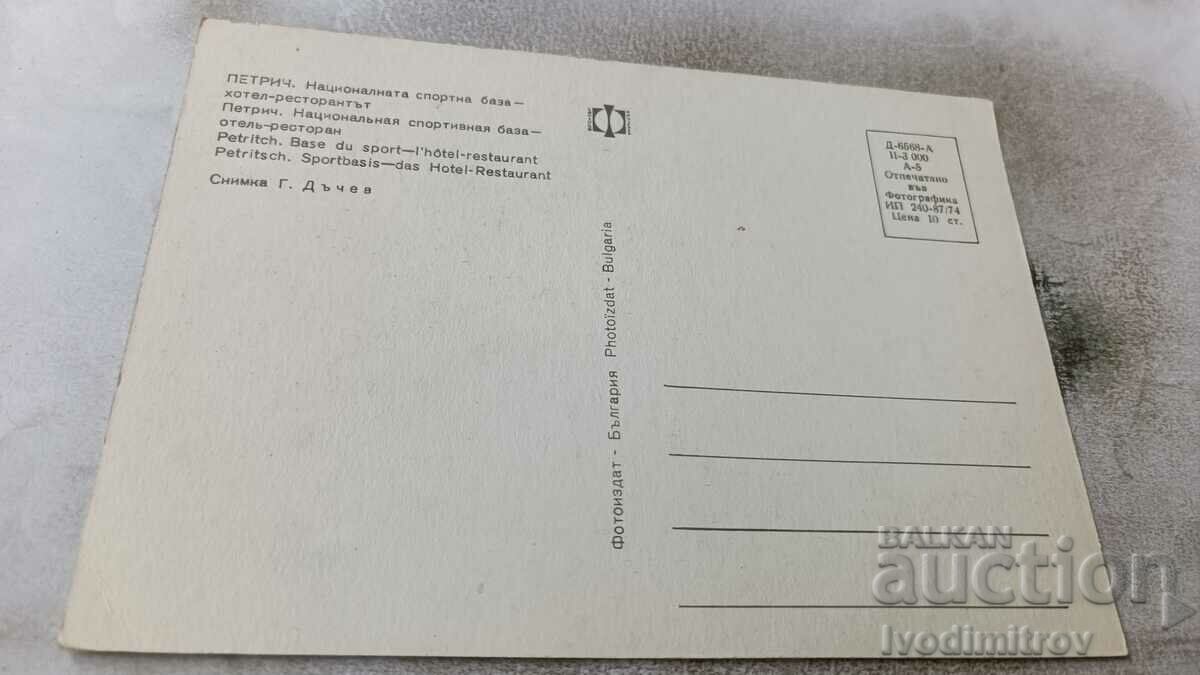 ПЕТРИЧ. Националната спортна база—
хотел-ресторантът
Петрич. Национальная спортивная база—
отель-ресторан
Petritch. Base du sport—l'hôtel-restaurant
Petritsch. Sportbasis—das Hotel-Restaurant
Снимка Г. Дъчев
Фотоиздат - България Photoïzdat - Bulgaria
Д-6568-А
II-3 000
А-5
Отпечатано
във
Фотографика
ИП 240-87/74
Цена 10 ст.
BALKAN
auction
Ivodimitrov